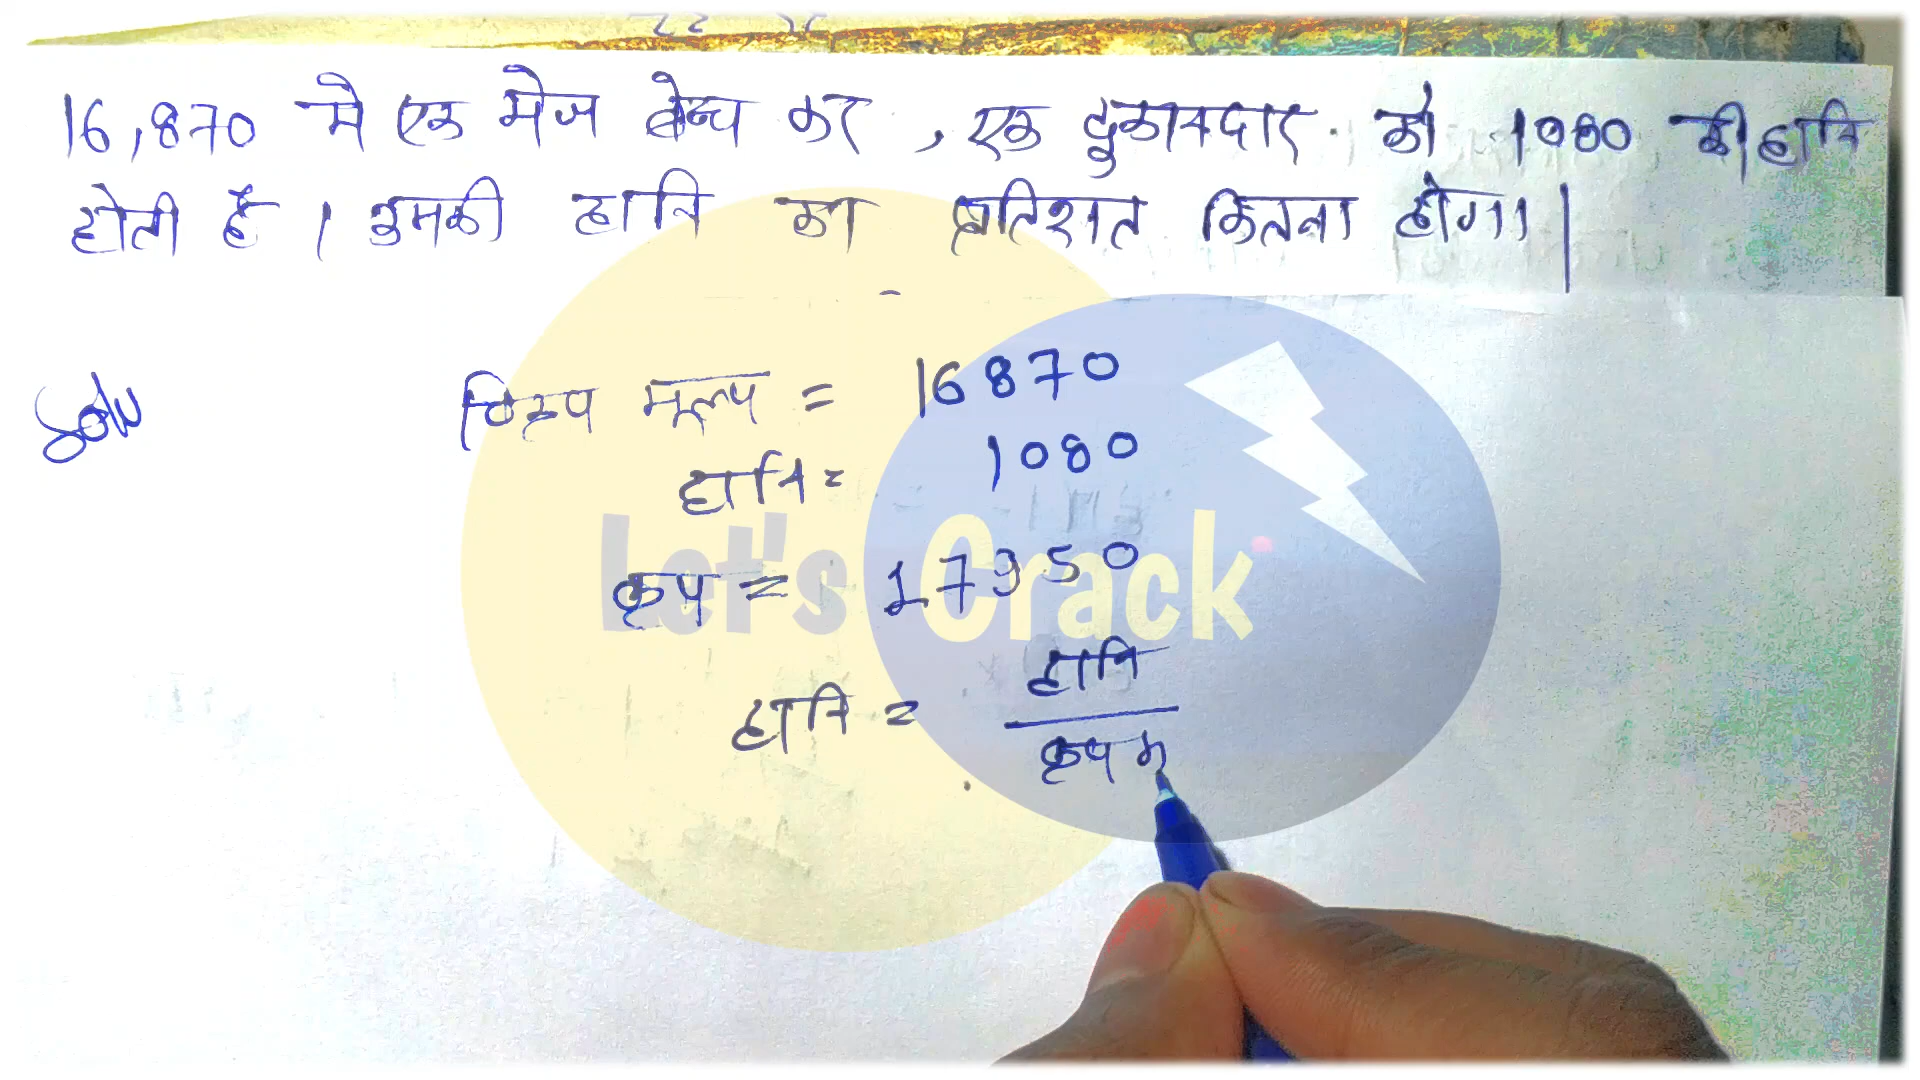 16,870 मे एक मेज बेच कर , एक दुकानदार को 1080 की हानि
होती है । उसकी हानि का प्रतिशत कितना होगा।
Solu
विक्रय मूल्य = 16870
हानि = 1080
Let's Crack
क्रय = 17950
हानि = हानि
क्रय म